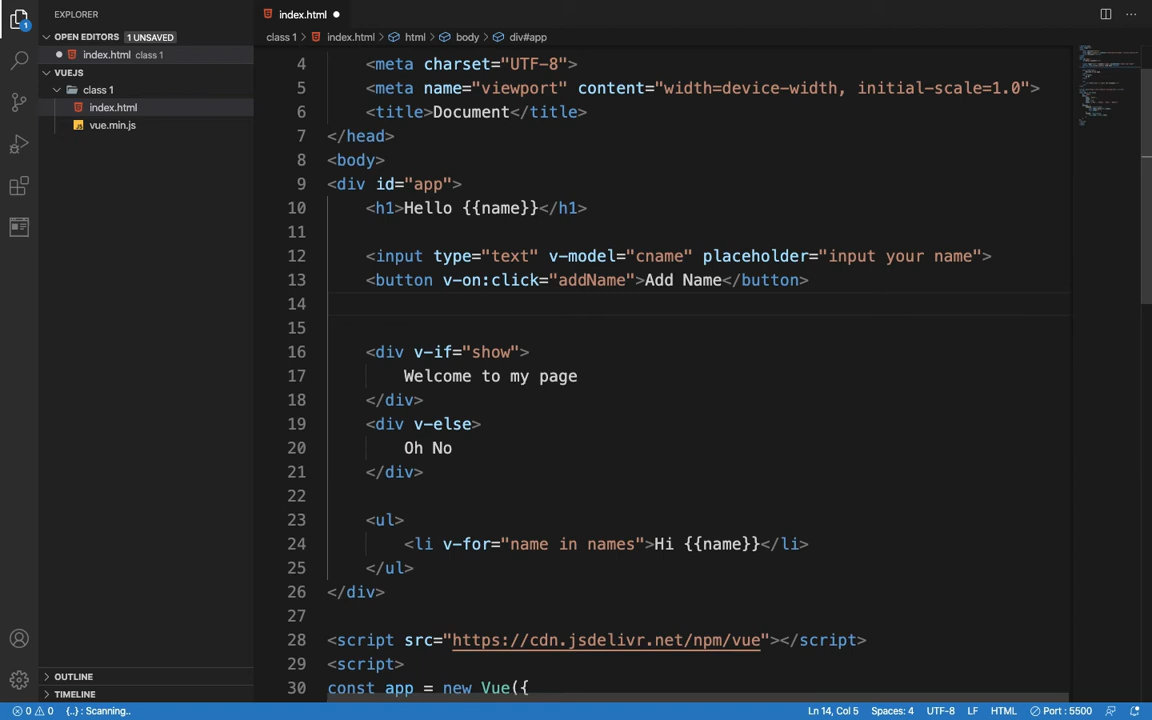 EXPLORER
index.html
OPEN EDITORS 1 UNSAVED
class 1 > index.html > html > body > div#app
index.html class 1
VUEJS
class 1
index.html
vue.min.js
1
4 <meta charset="UTF-8">
5 <meta name="viewport" content="width=device-width, initial-scale=1.0">
6 <title>Document</title>
7 </head>
8 <body>
9 <div id="app">
10 <h1>Hello {{name}}</h1>
11
12 <input type="text" v-model="cname" placeholder="input your name">
13 <button v-on:click="addName">Add Name</button>
14
15
16 <div v-if="show">
17 Welcome to my page
18 </div>
19 <div v-else>
20 Oh No
21 </div>
22
23 <ul>
24 <li v-for="name in names">Hi {{name}}</li>
25 </ul>
26 </div>
27
28 <script src="https://cdn.jsdelivr.net/npm/vue"></script>
29 <script>
30 const app = new Vue({
OUTLINE
TIMELINE
0 0 {..} : Scanning.. Ln 14, Col 5 Spaces: 4 UTF-8 LF HTML Port : 5500